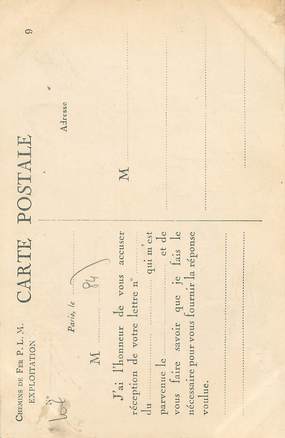 CHEMINS DE FER P. L. M.
EXPLOITATION
CARTE POSTALE
9
N°
Paris, le
84
M
J'ai l'honneur de vous accuser
réception de votre lettre n°
du qui m'est
parvenue le et de
vous faire savoir que je fais le
nécessaire pour vous fournir la réponse
voulue.
Adresse
M